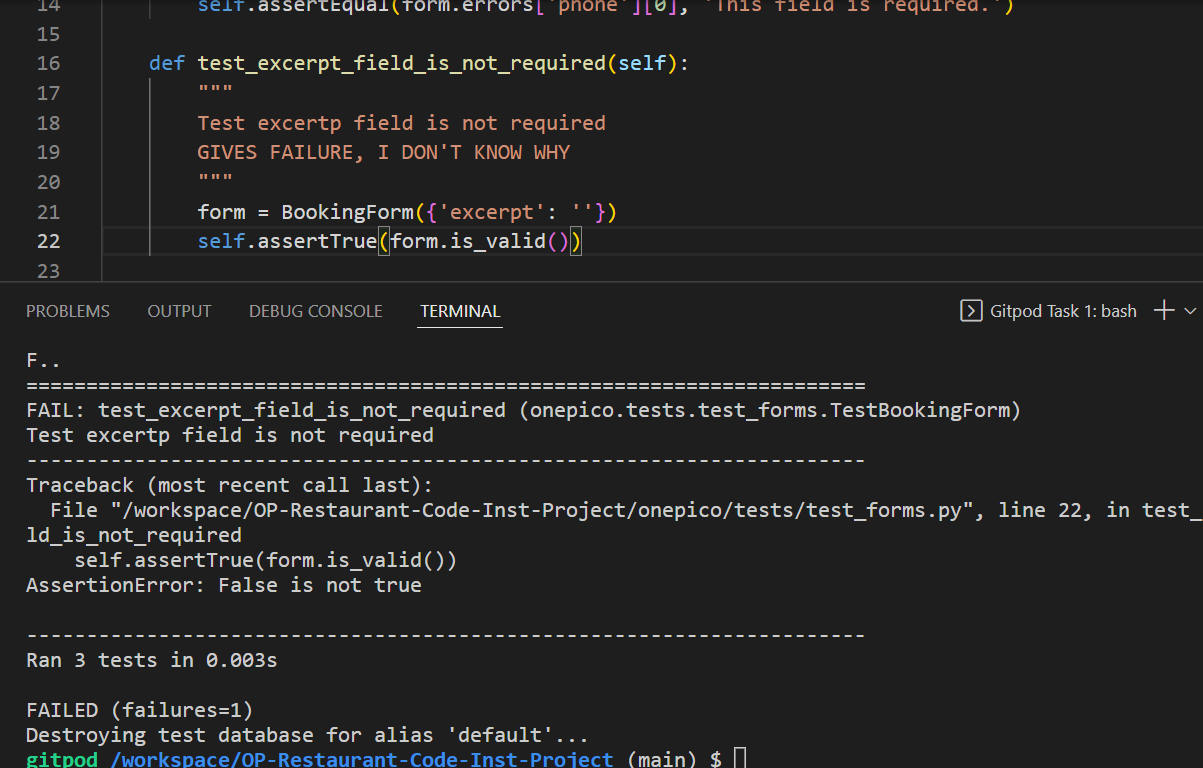 14 self.assertEqual(form.errors['phone'][0], 'This field is required.')
15
16 def test_excerpt_field_is_not_required(self):
17 """
18 Test excertp field is not required
19 GIVES FAILURE, I DON'T KNOW WHY
20 """
21 form = BookingForm({'excerpt': ''})
22 self.assertTrue(form.is_valid())
23
PROBLEMS OUTPUT DEBUG CONSOLE TERMINAL Gitpod Task 1: bash
F..
======================================================================
FAIL: test_excerpt_field_is_not_required (onepico.tests.test_forms.TestBookingForm)
Test excertp field is not required
----------------------------------------------------------------------
Traceback (most recent call last):
File "/workspace/OP-Restaurant-Code-Inst-Project/onepico/tests/test_forms.py", line 22, in test_
ld_is_not_required
self.assertTrue(form.is_valid())
AssertionError: False is not true
----------------------------------------------------------------------
Ran 3 tests in 0.003s
FAILED (failures=1)
Destroying test database for alias 'default'...
gitpod /workspace/OP-Restaurant-Code-Inst-Project (main) $